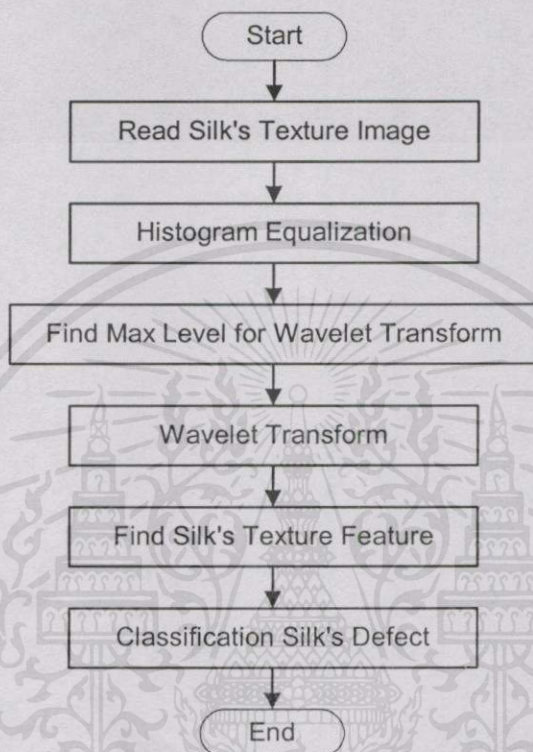 Start
Read Silk's Texture Image
Histogram Equalization
Find Max Level for Wavelet Transform
Wavelet Transform
Find Silk's Texture Feature
Classification Silk's Defect
End